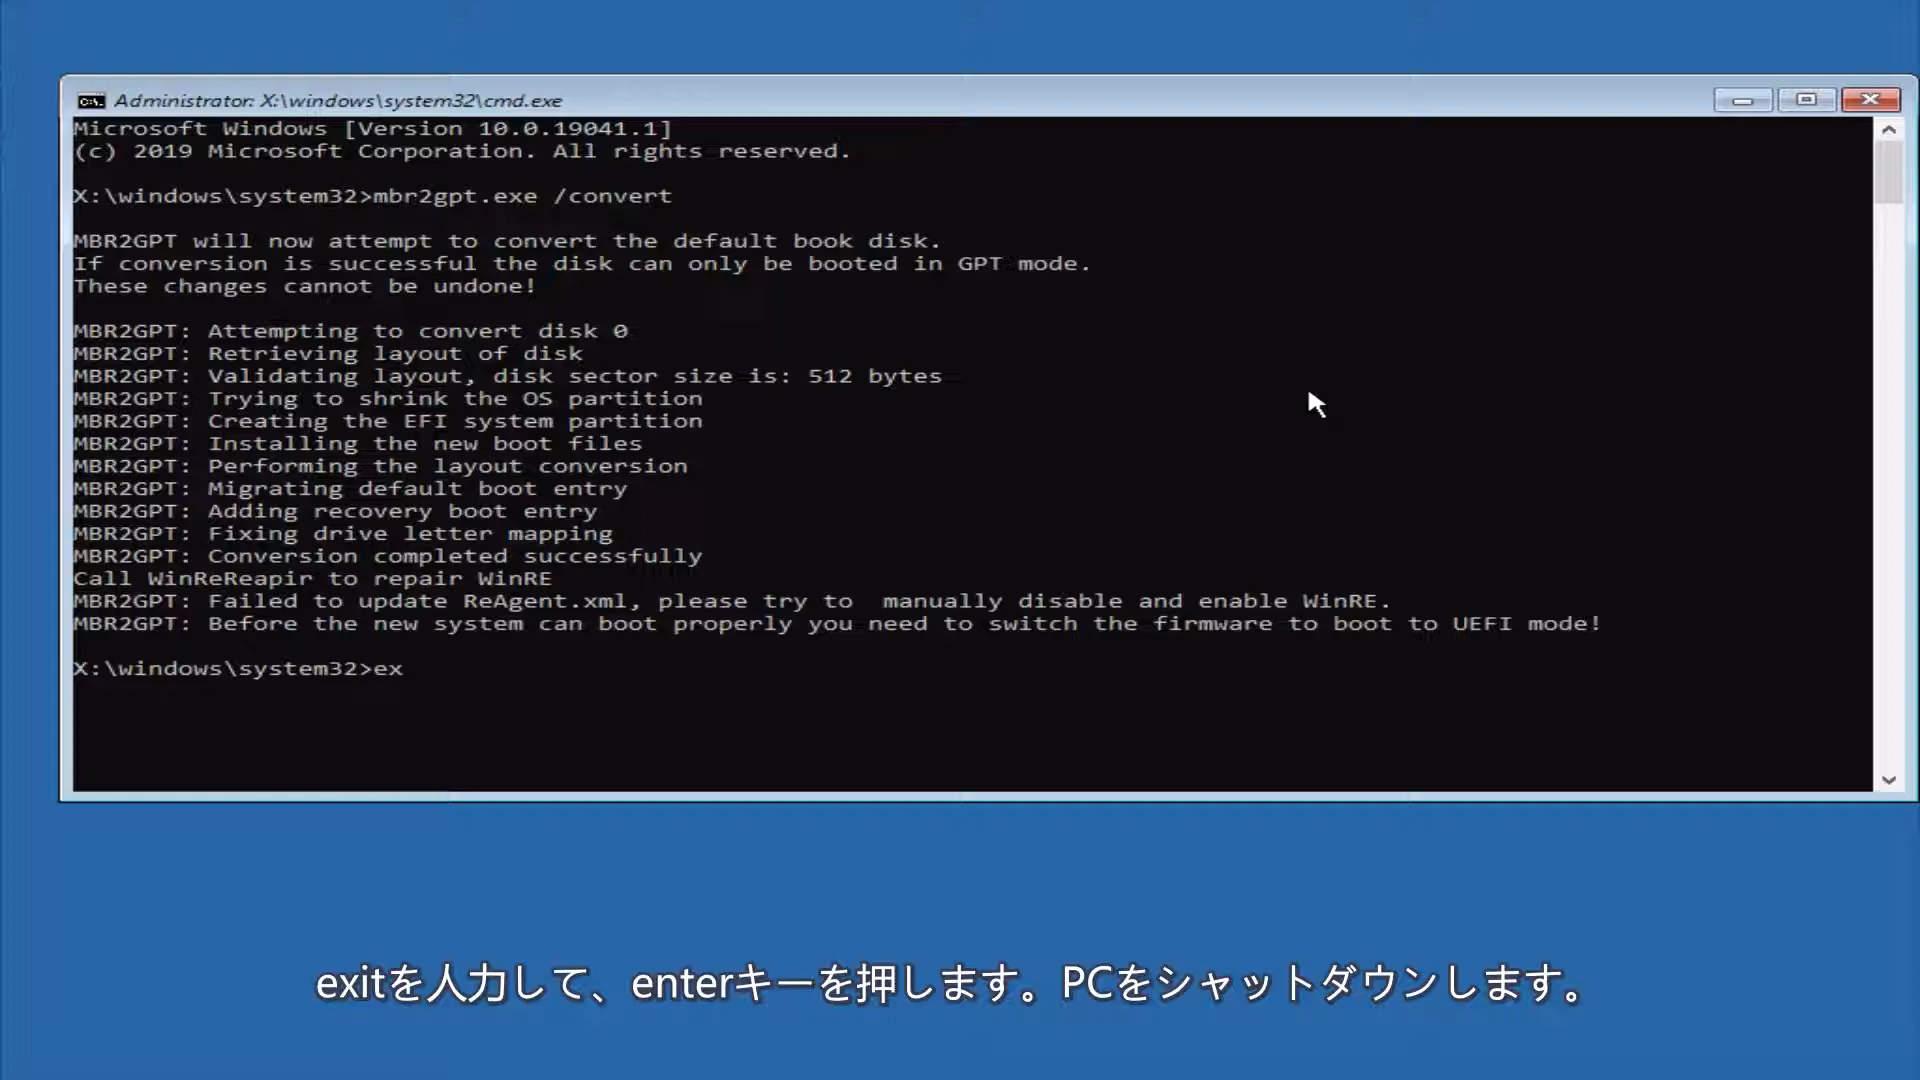 Administrator: X:\windows\system32\cmd.exe
Microsoft Windows [Version 10.0.19041.1]
(c) 2019 Microsoft Corporation. All rights reserved.
X:\windows\system32>mbr2gpt.exe /convert
MBR2GPT will now attempt to convert the default book disk.
If conversion is successful the disk can only be booted in GPT mode.
These changes cannot be undone!
MBR2GPT: Attempting to convert disk 0
MBR2GPT: Retrieving layout of disk
MBR2GPT: Validating layout, disk sector size is: 512 bytes
MBR2GPT: Trying to shrink the OS partition
MBR2GPT: Creating the EFI system partition
MBR2GPT: Installing the new boot files
MBR2GPT: Performing the layout conversion
MBR2GPT: Migrating default boot entry
MBR2GPT: Adding recovery boot entry
MBR2GPT: Fixing drive letter mapping
MBR2GPT: Conversion completed successfully
Call WinReReapir to repair WinRE
MBR2GPT: Failed to update ReAgent.xml, please try to  manually disable and enable WinRE.
MBR2GPT: Before the new system can boot properly you need to switch the firmware to boot to UEFI mode!
X:\windows\system32>ex
exitを人力して、enterキーを押します。PCをシャットダウンします。